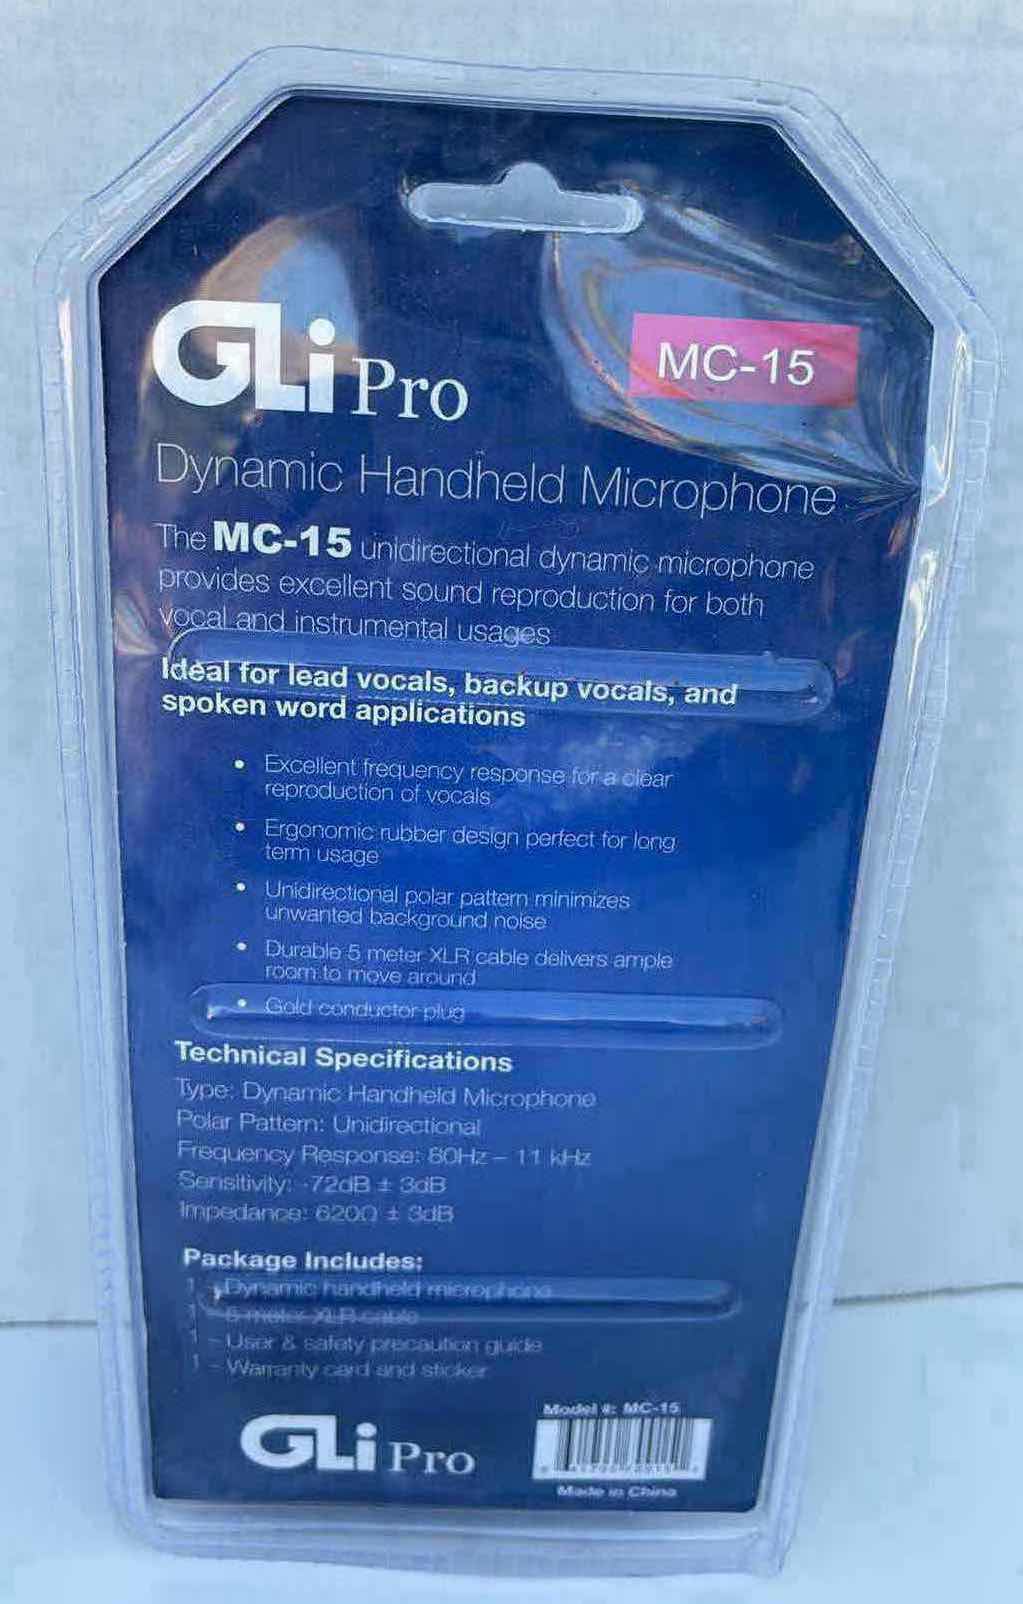 GLi Pro
MC-15
Dynamic Handheld Microphone
The MC-15 unidirectional dynamic microphone
provides excellent sound reproduction for both
vocal and instrumental usages
Ideal for lead vocals, backup vocals, and
spoken word applications
• Excellent frequency response for a clear
reproduction of vocals
• Ergonomic rubber design perfect for long
term usage
• Unidirectional polar pattern minimizes
unwanted background noise
• Durable 5 meter XLR cable delivers ample
room to move around
• Gold conductor plug
Technical Specifications
Type: Dynamic Handheld Microphone
Polar Pattern: Unidirectional
Frequency Response: 80Hz – 11 kHz
Sensitivity: -72dB ± 3dB
Impedance: 620Ω ± 3dB
Package Includes:
1 - Dynamic handheld microphone
1 - 5 meter XLR cable
1 - User & safety precaution guide
1 - Warranty card and sticker
GLi Pro
Model #: MC-15
Made in China